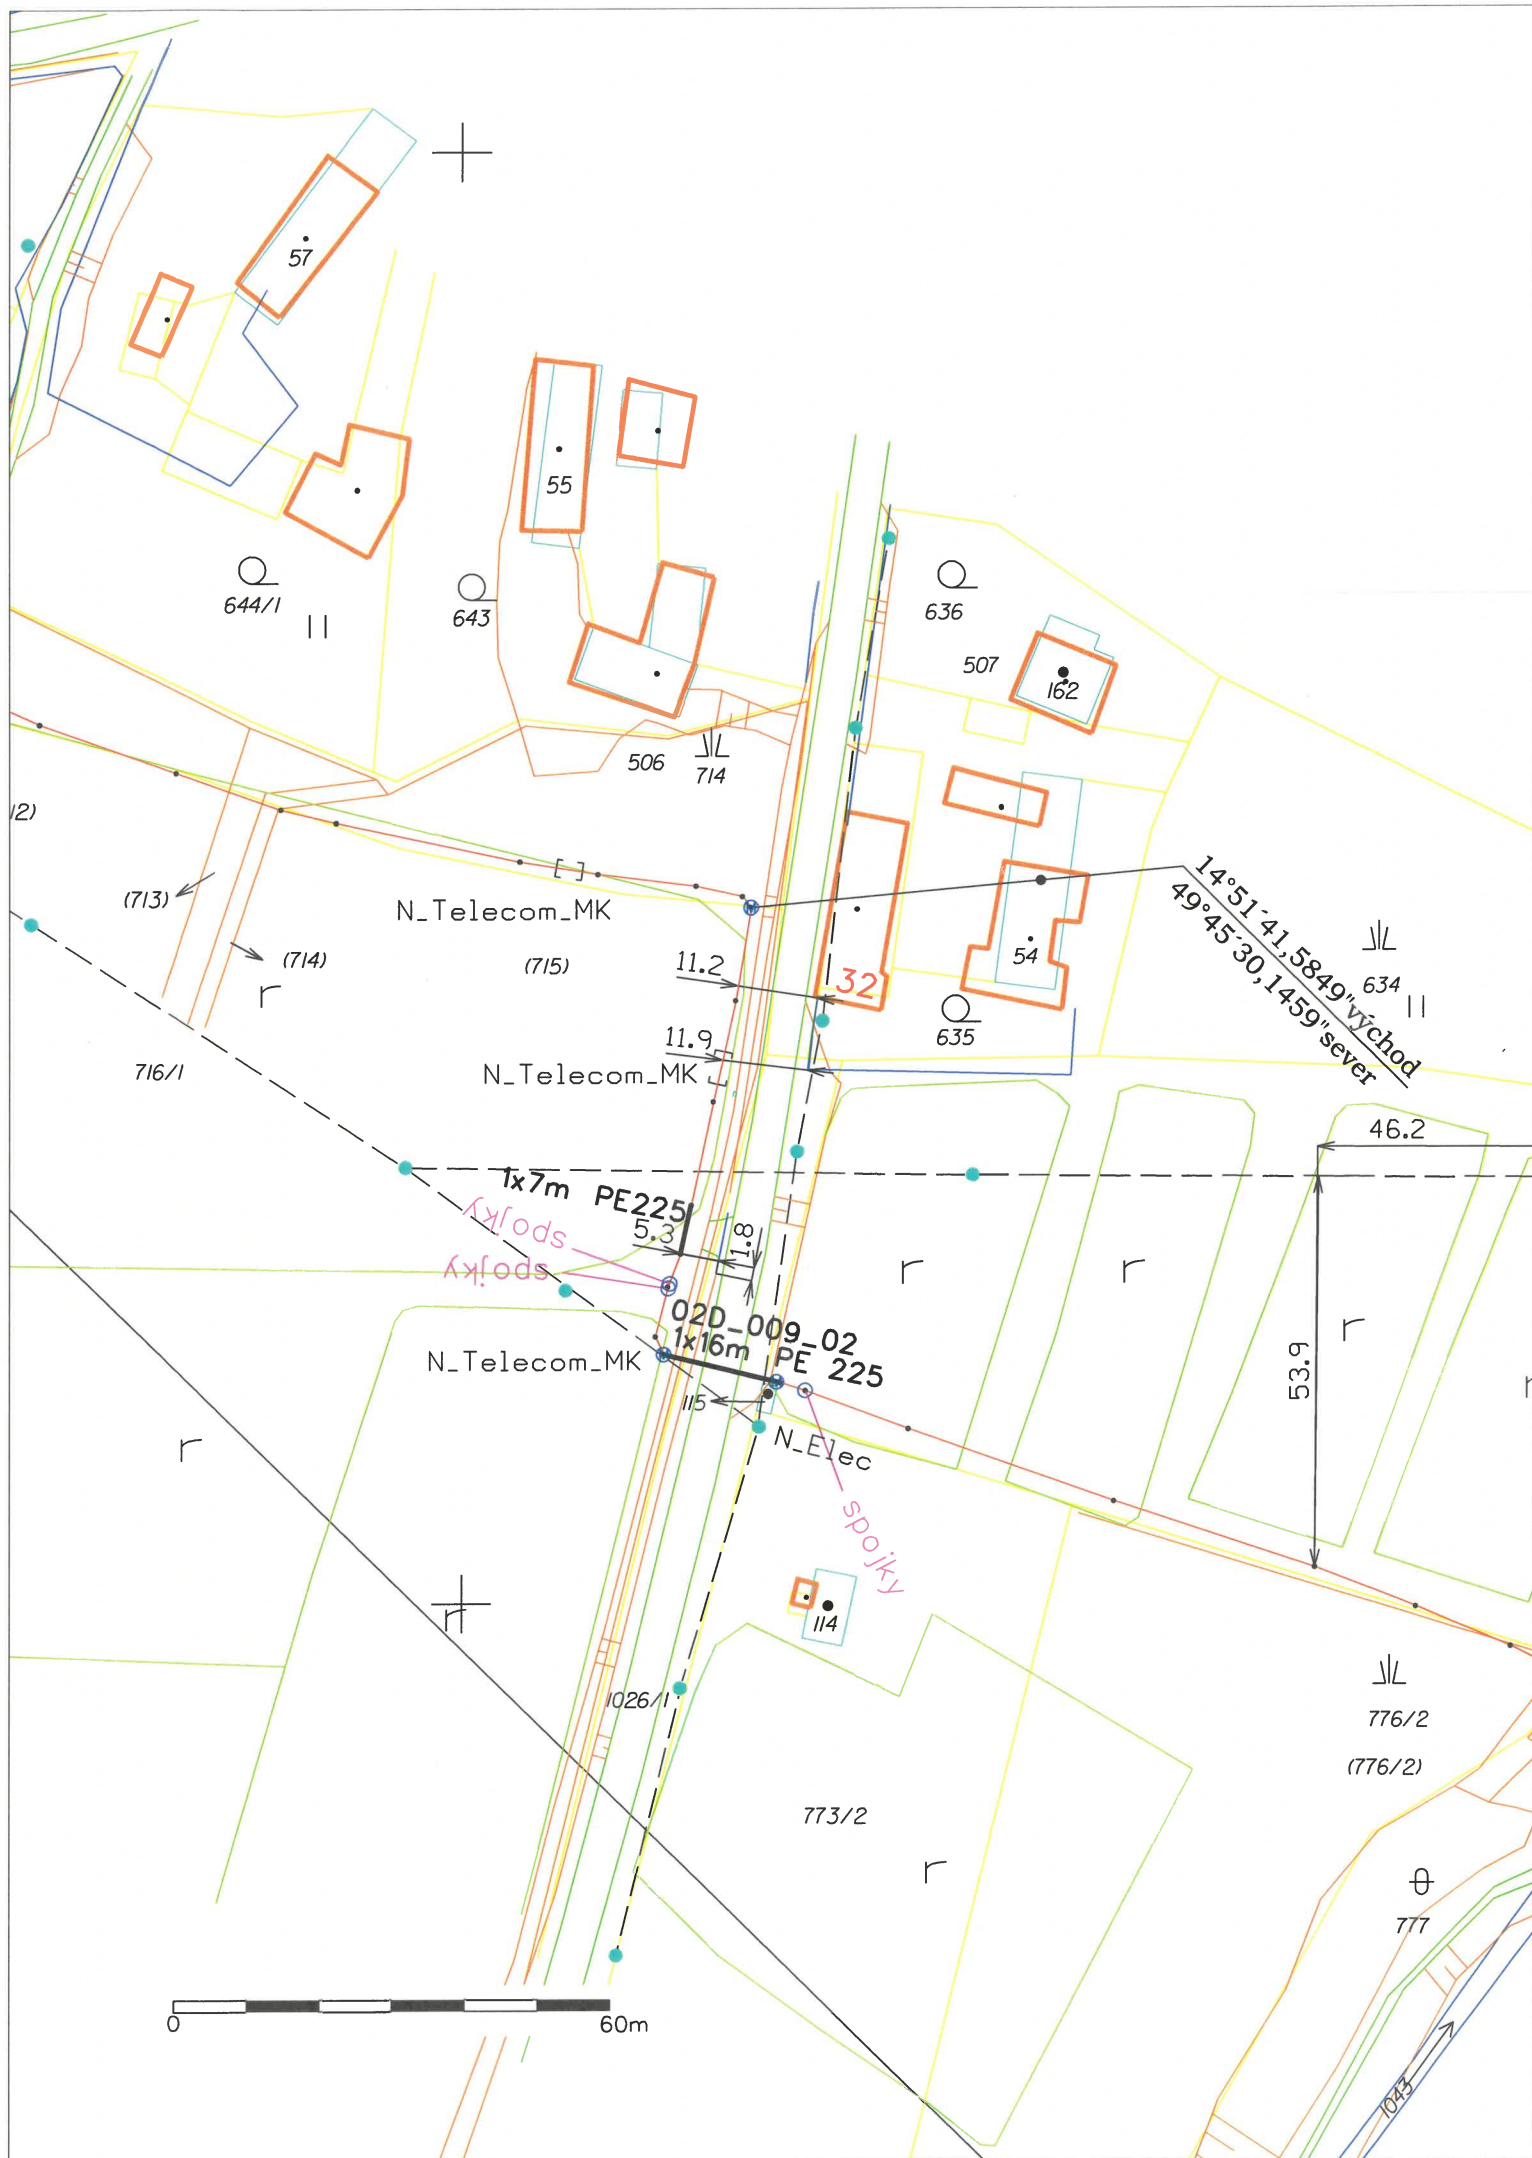 57
55
644/1
643
636
507
162
506
714
12)
(713)
N_Telecom_MK
(714)
(715)
11.2
32
54
14°51´41,5849"východ
49°45´30,1459"sever
634
635
11.9
N_Telecom_MK
716/1
r
46.2
1x7m PE225
spojky
5.3
1.8
spojky
r
r
r
02D_009_02
1x16m PE 225
N_Telecom_MK
53.9
115
r
N_Elec
spojky
r
114
1026/1
776/2
(776/2)
773/2
r
777
0
60m
1043